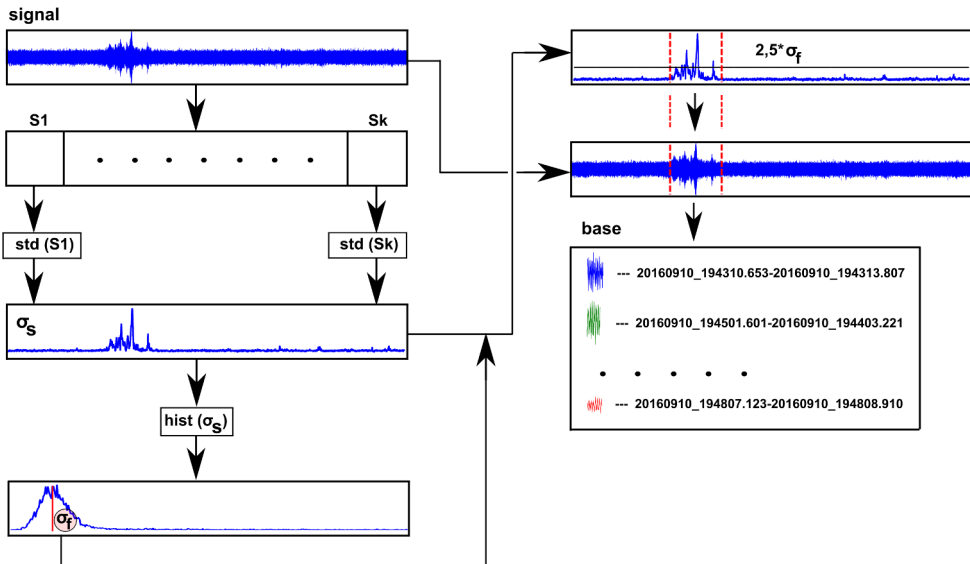 signal
S1
Sk
std (S1)
std (Sk)
σs
hist (σs)
σf
2,5* σf
base
--- 20160910_194310.653-20160910_194313.807
--- 20160910_194501.601-20160910_194403.221
--- 20160910_194807.123-20160910_194808.910